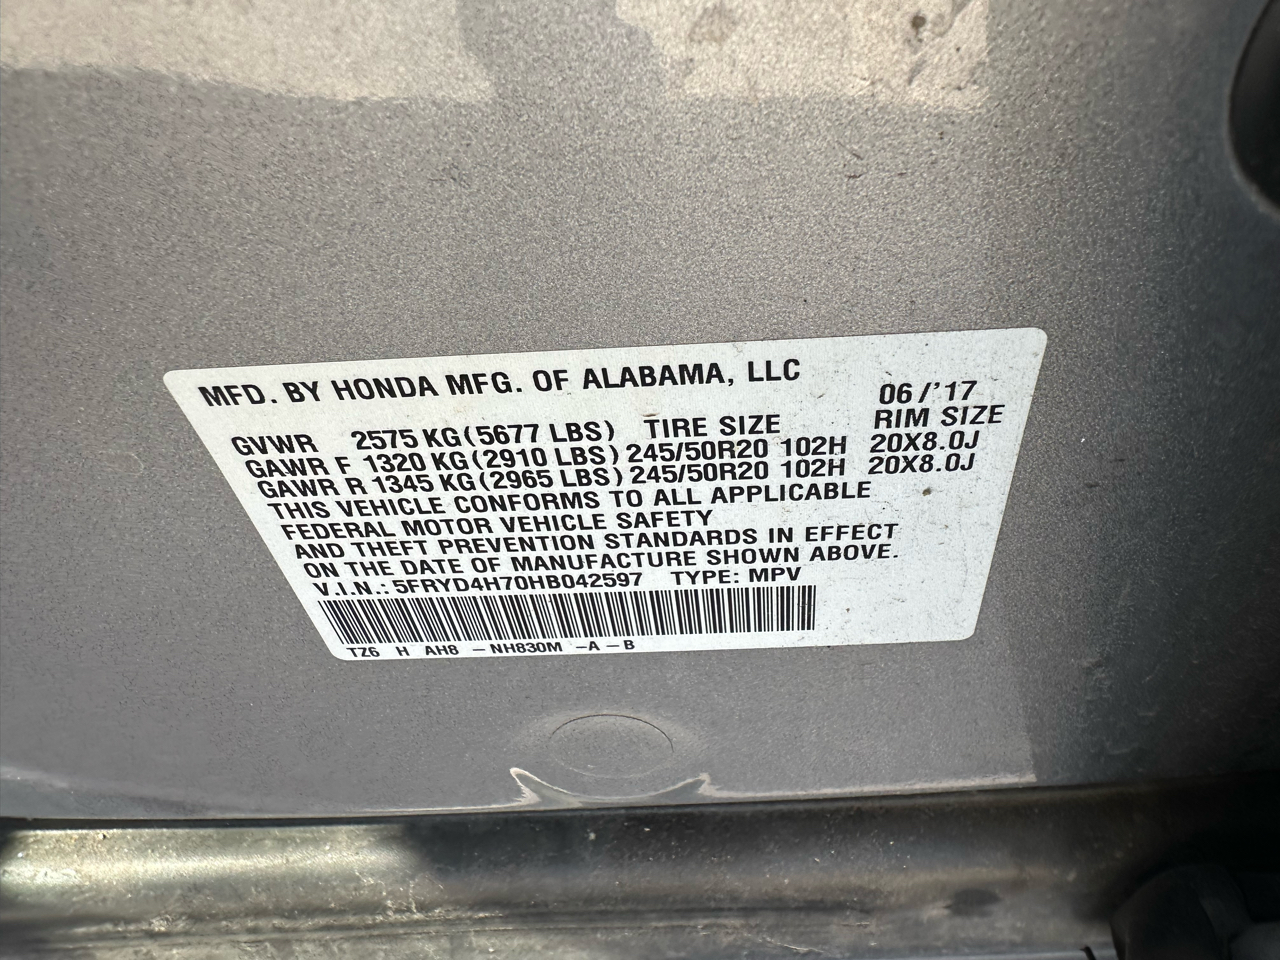 MFD. BY HONDA MFG. OF ALABAMA, LLC
06/'17
GVWR 2575 KG(5677 LBS) TIRE SIZE RIM SIZE
GAWR F 1320 KG(2910 LBS) 245/50R20 102H 20X8.0J
GAWR R 1345 KG(2965 LBS) 245/50R20 102H 20X8.0J
THIS VEHICLE CONFORMS TO ALL APPLICABLE
FEDERAL MOTOR VEHICLE SAFETY
AND THEFT PREVENTION STANDARDS IN EFFECT
ON THE DATE OF MANUFACTURE SHOWN ABOVE.
V.I.N.: 5FRYD4H70HB042597 TYPE: MPV
TZ6 H AH8 -NH830M -A-B